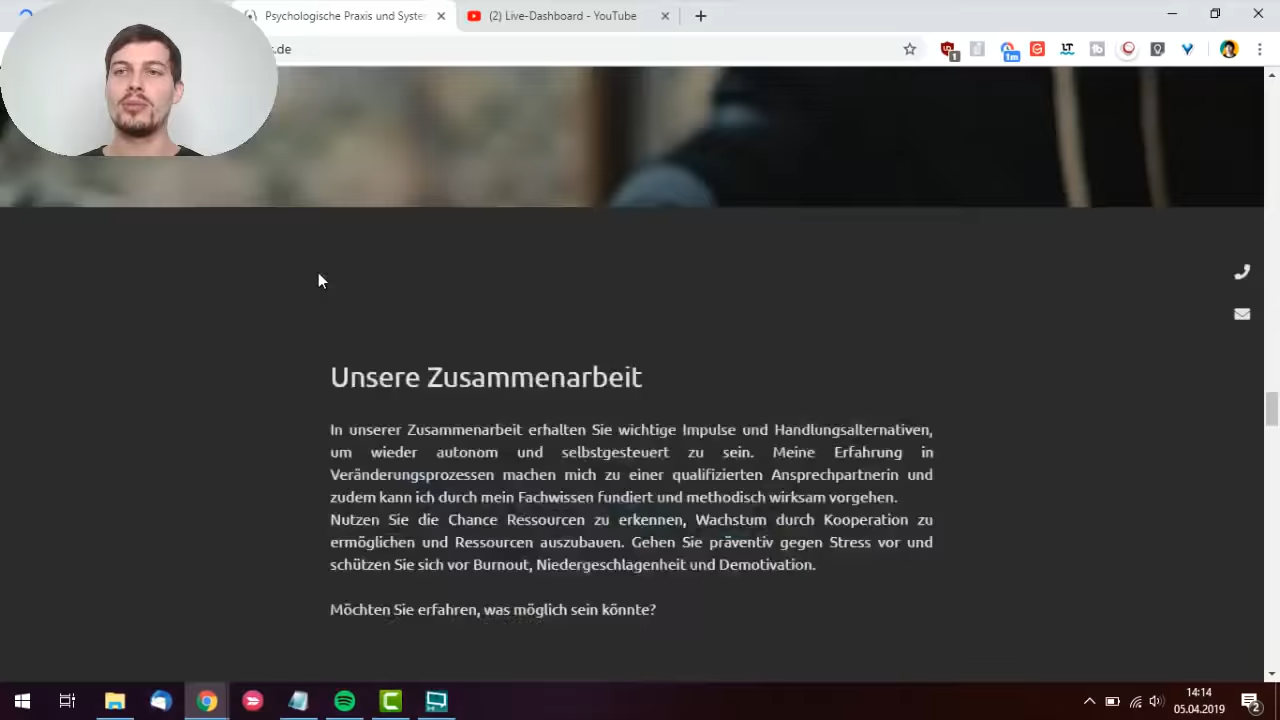 Psychologische Praxis und Syster
(2) Live-Dashboard - YouTube
.de
1
1m
LT
Unsere Zusammenarbeit
In unserer Zusammenarbeit erhalten Sie wichtige Impulse und Handlungsalternativen,
um wieder autonom und selbstgesteuert zu sein. Meine Erfahrung in
Veränderungsprozessen machen mich zu einer qualifizierten Ansprechpartnerin und
zudem kann ich durch mein Fachwissen fundiert und methodisch wirksam vorgehen.
Nutzen Sie die Chance Ressourcen zu erkennen, Wachstum durch Kooperation zu
ermöglichen und Ressourcen auszubauen. Gehen Sie präventiv gegen Stress vor und
schützen Sie sich vor Burnout, Niedergeschlagenheit und Demotivation.
Möchten Sie erfahren, was möglich sein könnte?
14:14
05.04.2019
2